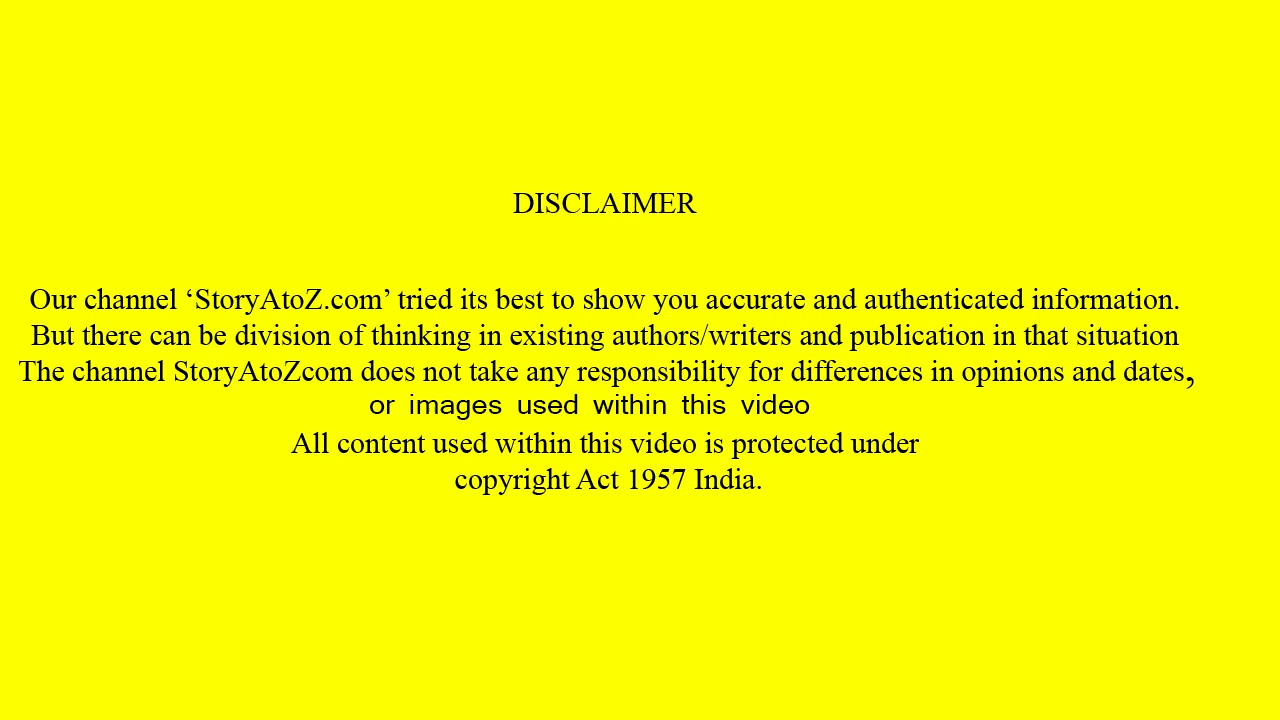 DISCLAIMER
Our channel ‘StoryAtoZ.com’ tried its best to show you accurate and authenticated information.
But there can be division of thinking in existing authors/writers and publication in that situation
The channel StoryAtoZcom does not take any responsibility for differences in opinions and dates,
or images used within this video
All content used within this video is protected under
copyright Act 1957 India.